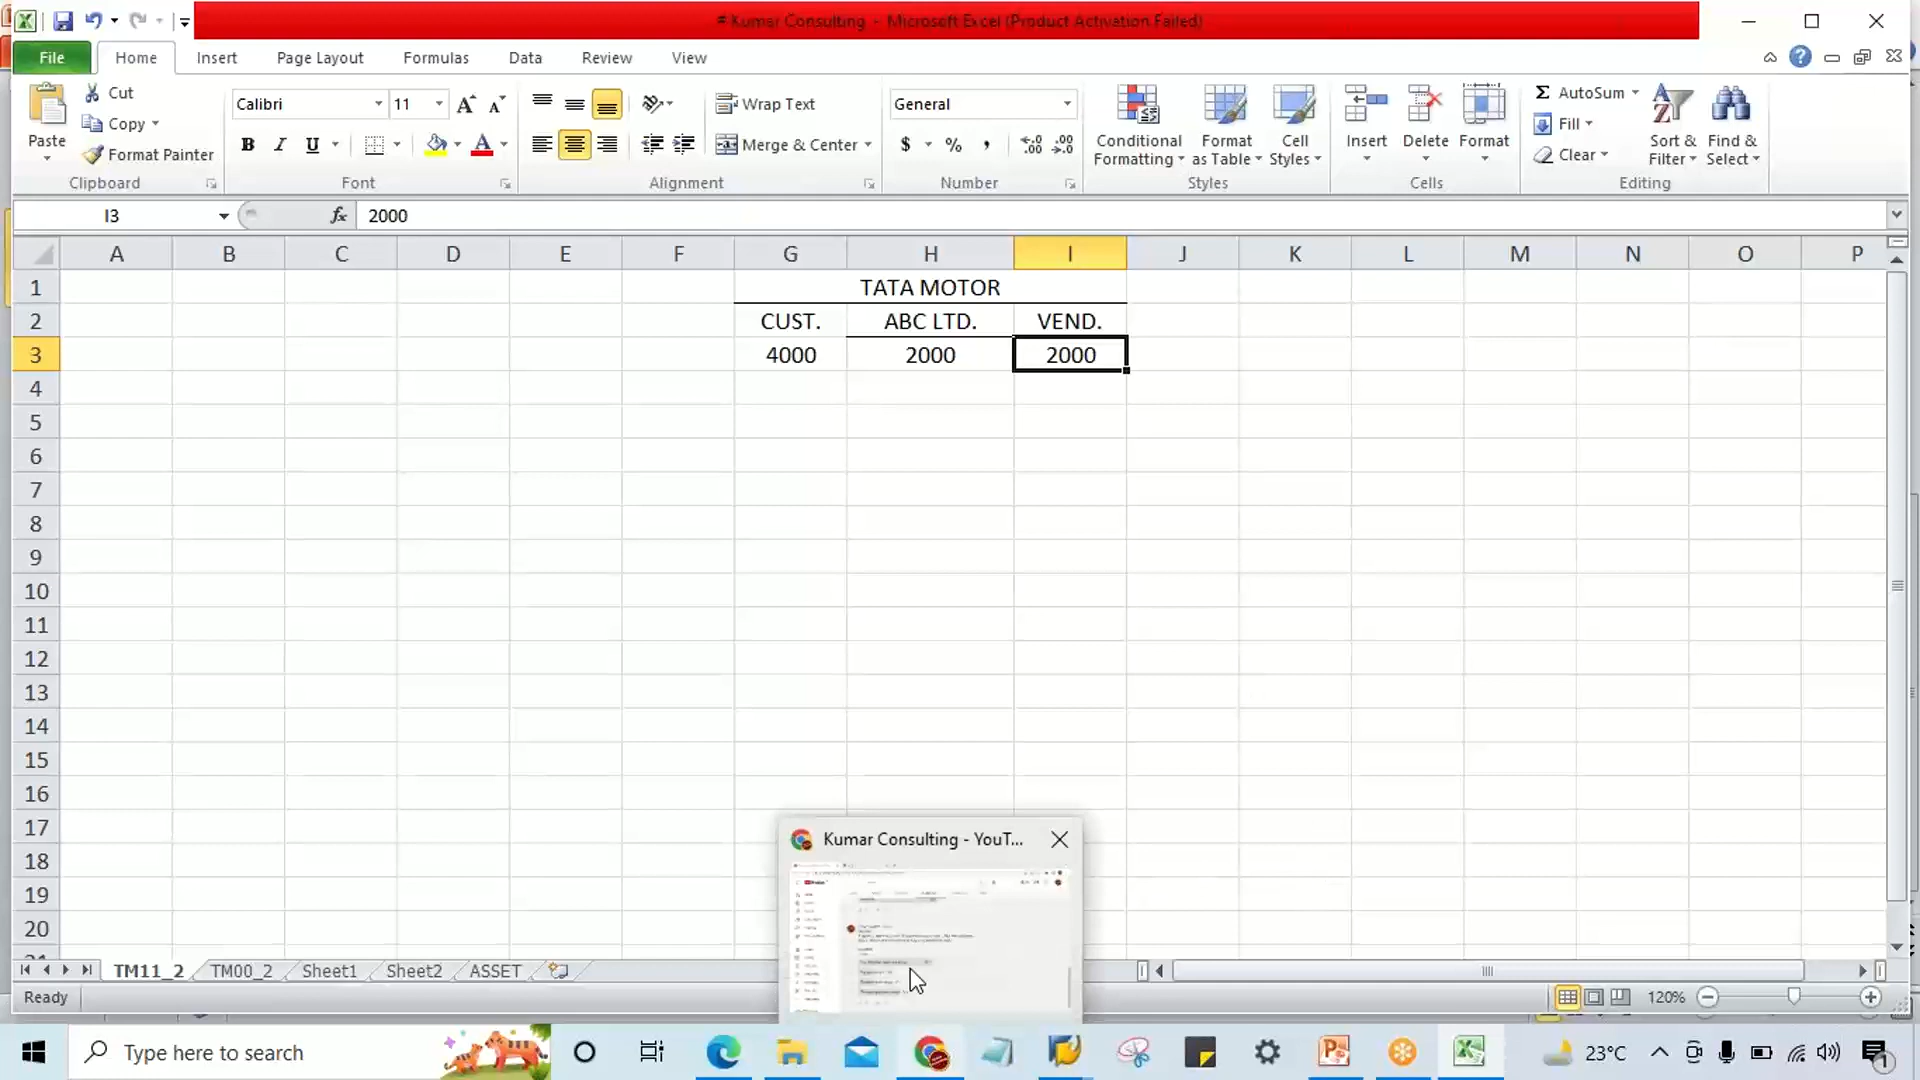 # Kumar Consulting - Microsoft Excel (Product Activation Failed)
File Home Insert Page Layout Formulas Data Review View
Paste
Cut
Copy
Format Painter
Clipboard
Calibri 11
B I U
Font
Wrap Text
Merge & Center
Alignment
General
$ % ,
Number
Conditional Formatting
Format as Table
Cell Styles
Styles
Insert Delete Format
Cells
Σ AutoSum
Fill
Clear
Sort & Filter
Find & Select
Editing
I3 fx 2000
A B C D E F G H I J K L M N O P
1 TATA MOTOR
2 CUST. ABC LTD. VEND.
3 4000 2000 2000
4
5
6
7
8
9
10
11
12
13
14
15
16
17
18
19
20
Kumar Consulting - YouT...
TM11_2 TM00_2 Sheet1 Sheet2 ASSET
Ready 120%
Type here to search 23°C 1